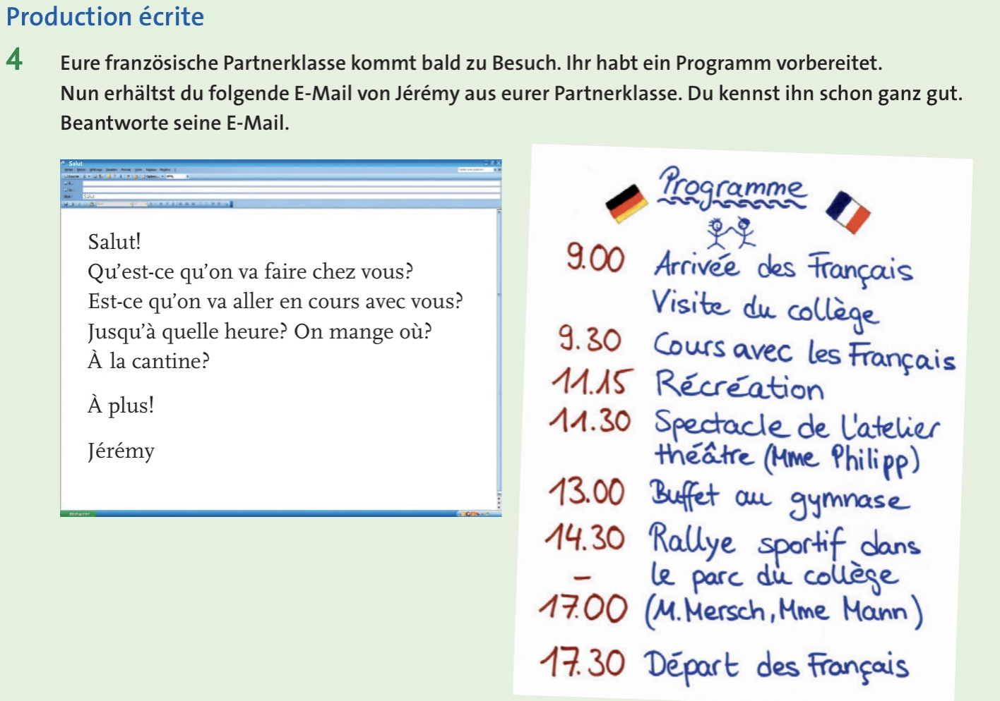 Production écrite
4 Eure französische Partnerklasse kommt bald zu Besuch. Ihr habt ein Programm vorbereitet.
Nun erhältst du folgende E-Mail von Jérémy aus eurer Partnerklasse. Du kennst ihn schon ganz gut.
Beantworte seine E-Mail.
Salut
Salut
Salut!
Qu'est-ce qu'on va faire chez vous?
Est-ce qu'on va aller en cours avec vous?
Jusqu'à quelle heure? On mange où?
À la cantine?
À plus!
Jérémy
Programme
9.00 Arrivée des Français
Visite du collège
9.30 Cours avec les Français
11.15 Récréation
11.30 Spectacle de l'atelier
théâtre (Mme Philipp)
13.00 Buffet au gymnase
14.30 Rallye sportif dans
– le parc du collège
17.00 (M. Mersch, Mme Mann)
17.30 Départ des Français